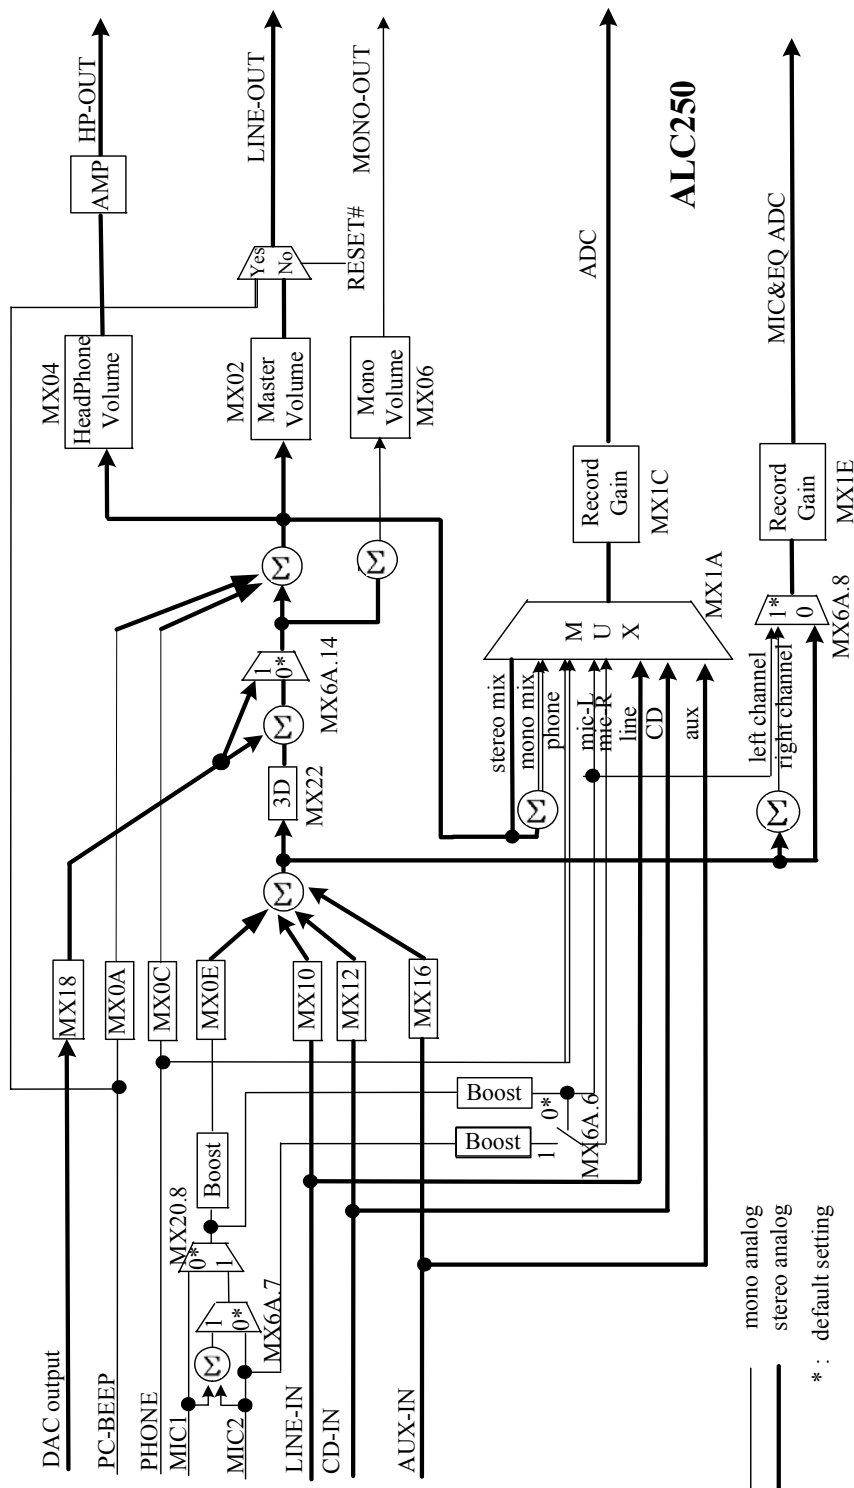 HP-OUT
LINE-OUT
MONO-OUT
ADC
ALC250
MIC&EQ ADC
AMP
Yes
No
RESET#
MX04
HeadPhone
Volume
MX02
Master
Volume
Mono
Volume
MX06
Record
Gain
MX1C
Record
Gain
MX1E
Σ
Σ
M
U
X
MX1A
1*
0
MX6A.8
1
0*
MX6A.14
Σ
3D
MX22
Σ
stereo mix
mono mix
phone
mic-L
mic-R
line
CD
aux
Σ
left channel
right channel
Σ
MX18
MX0A
MX0C
MX0E
MX10
MX12
MX16
Boost
Boost
Boost
0*
1
MX6A.6
MX20.8
0*
1
1
0*
MX6A.7
Σ
DAC output
PC-BEEP
PHONE
MIC1
MIC2
LINE-IN
CD-IN
AUX-IN
mono analog
stereo analog
* : default setting